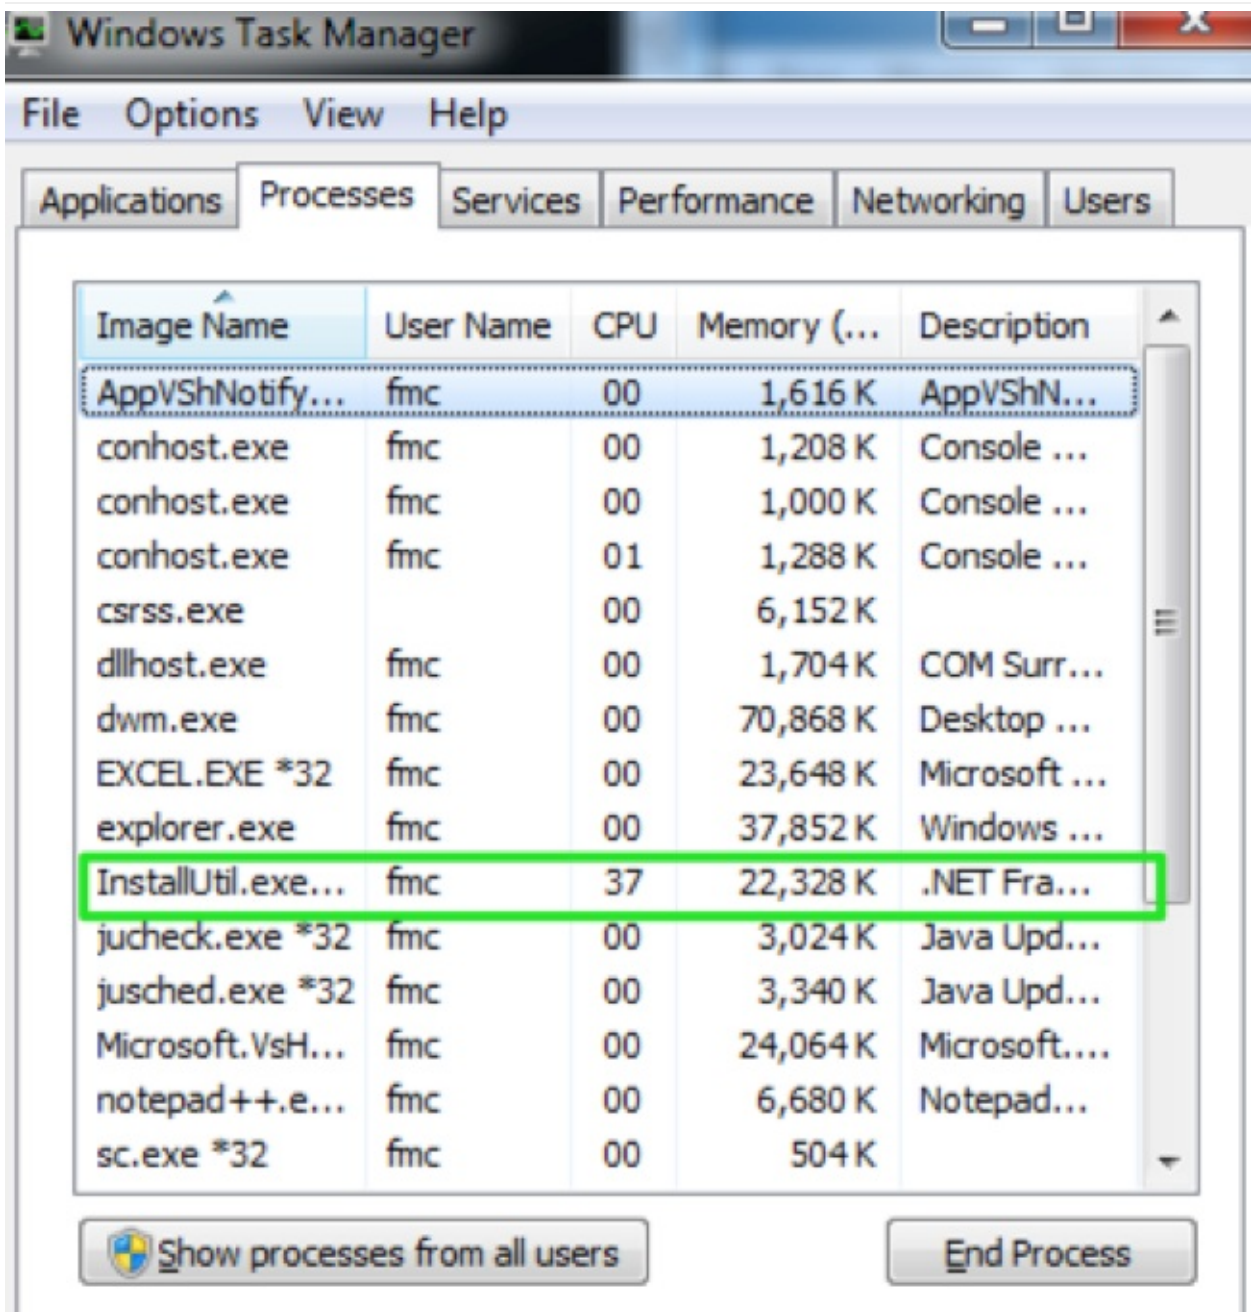 Windows Task Manager
File Options View Help
Applications Processes Services Performance Networking Users
Image Name User Name CPU Memory (... Description
AppVShNotify... fmc 00 1,616 K AppVShN...
conhost.exe fmc 00 1,208 K Console ...
conhost.exe fmc 00 1,000 K Console ...
conhost.exe fmc 01 1,288 K Console ...
csrss.exe 00 6,152 K
dllhost.exe fmc 00 1,704 K COM Surr...
dwm.exe fmc 00 70,868 K Desktop ...
EXCEL.EXE *32 fmc 00 23,648 K Microsoft ...
explorer.exe fmc 00 37,852 K Windows ...
InstallUtil.exe... fmc 37 22,328 K .NET Fra...
jucheck.exe *32 fmc 00 3,024 K Java Upd...
jusched.exe *32 fmc 00 3,340 K Java Upd...
Microsoft.VsH... fmc 00 24,064 K Microsoft....
notepad++.e... fmc 00 6,680 K Notepad...
sc.exe *32 fmc 00 504 K
Show processes from all users End Process